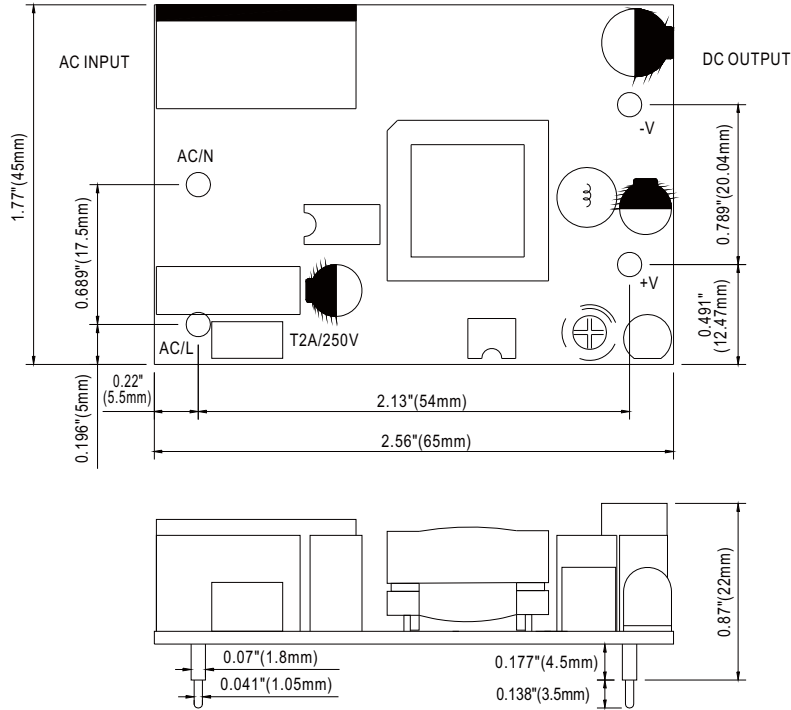 AC INPUT
DC OUTPUT
1.77"(45mm)
-V
AC/N
0.789"(20.04mm)
0.689"(17.5mm)
+V
0.491"
(12.47mm)
T2A/250V
AC/L
0.22"
(5.5mm)
0.196"(5mm)
2.13"(54mm)
2.56"(65mm)
0.87"(22mm)
0.07"(1.8mm)
0.177"(4.5mm)
0.041"(1.05mm)
0.138"(3.5mm)